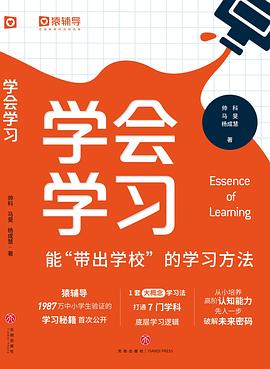 猿辅导
学会学习
帅科 马旻 杨成慧 著
帅 科
马 旻
杨成慧
著
学会
学习
Essence
of
Learning
能“带出学校”的学习方法
猿辅导
1987万中小学生验证的
学习秘籍 首次公开
1套 大概念 学习法
打通7门学科
底层学习逻辑
从小培养
高阶认知能力
先人一步
破解未来密码
天地出版社 | TIANDI PRESS